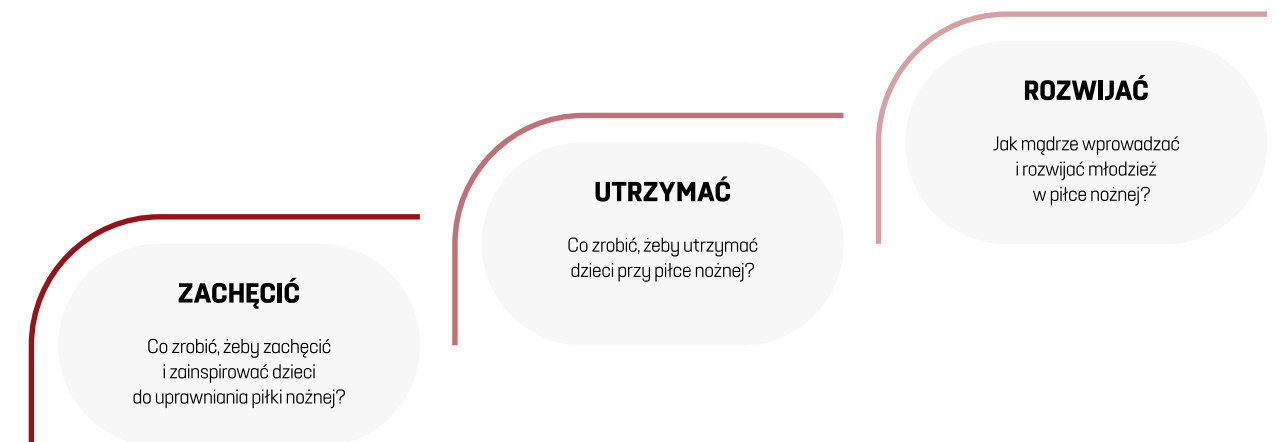 ZACHĘCIĆ
Co zrobić, żeby zachęcić
i zainspirować dzieci
do uprawniania piłki nożnej?
UTRZYMAĆ
Co zrobić, żeby utrzymać
dzieci przy piłce nożnej?
ROZWIJAĆ
Jak mądrze wprowadzać
i rozwijać młodzież
w piłce nożnej?